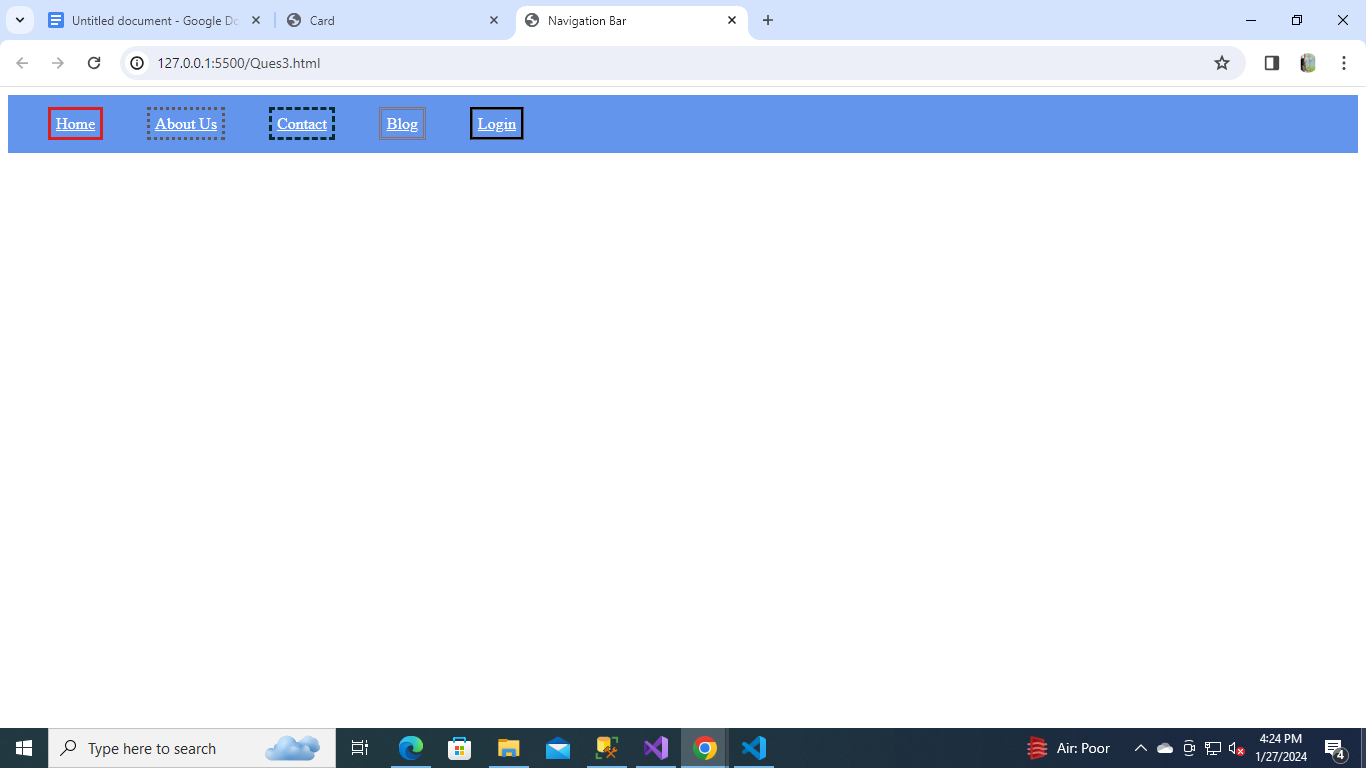 Untitled document - Google Do
Card
Navigation Bar
127.0.0.1:5500/Ques3.html
Home About Us Contact Blog Login
Type here to search
Air: Poor
4:24 PM
1/27/2024
4